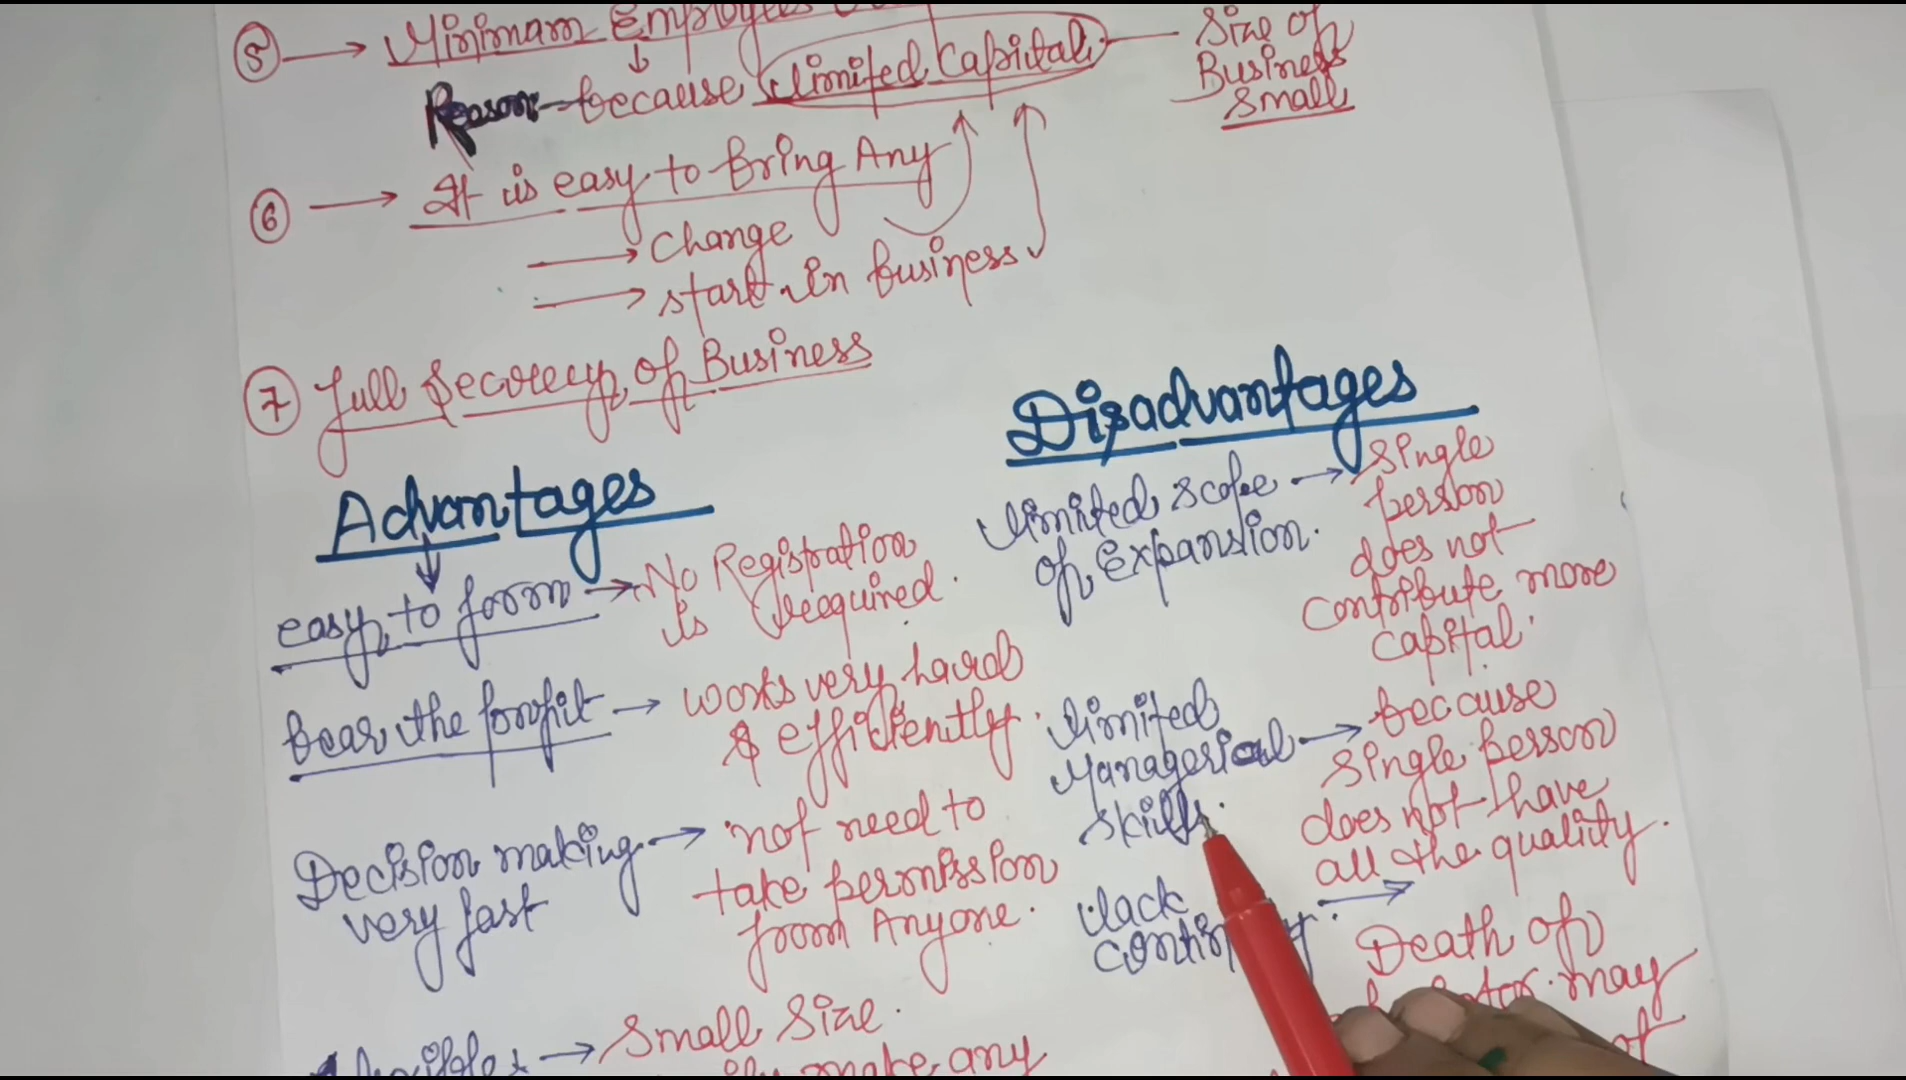 5 → Minimum Employees
Reason - because limited Capital - Size of
Business
small
6 → It is easy to Bring Any
→ Change
→ start in business
7 Full Secrecy of Business
Advantages
easy to form → No Registration
is required.
bear the profit → works very hard
& efficiently.
Decision making → not need to
very fast take permission
from Anyone.
→ Small Size.
make any
Disadvantages
limited scope → single
of Expansion. person
does not
contribute more
capital.
limited → because
Managerial single person
skills. does not have
all the quality.
lack →
Death of
may